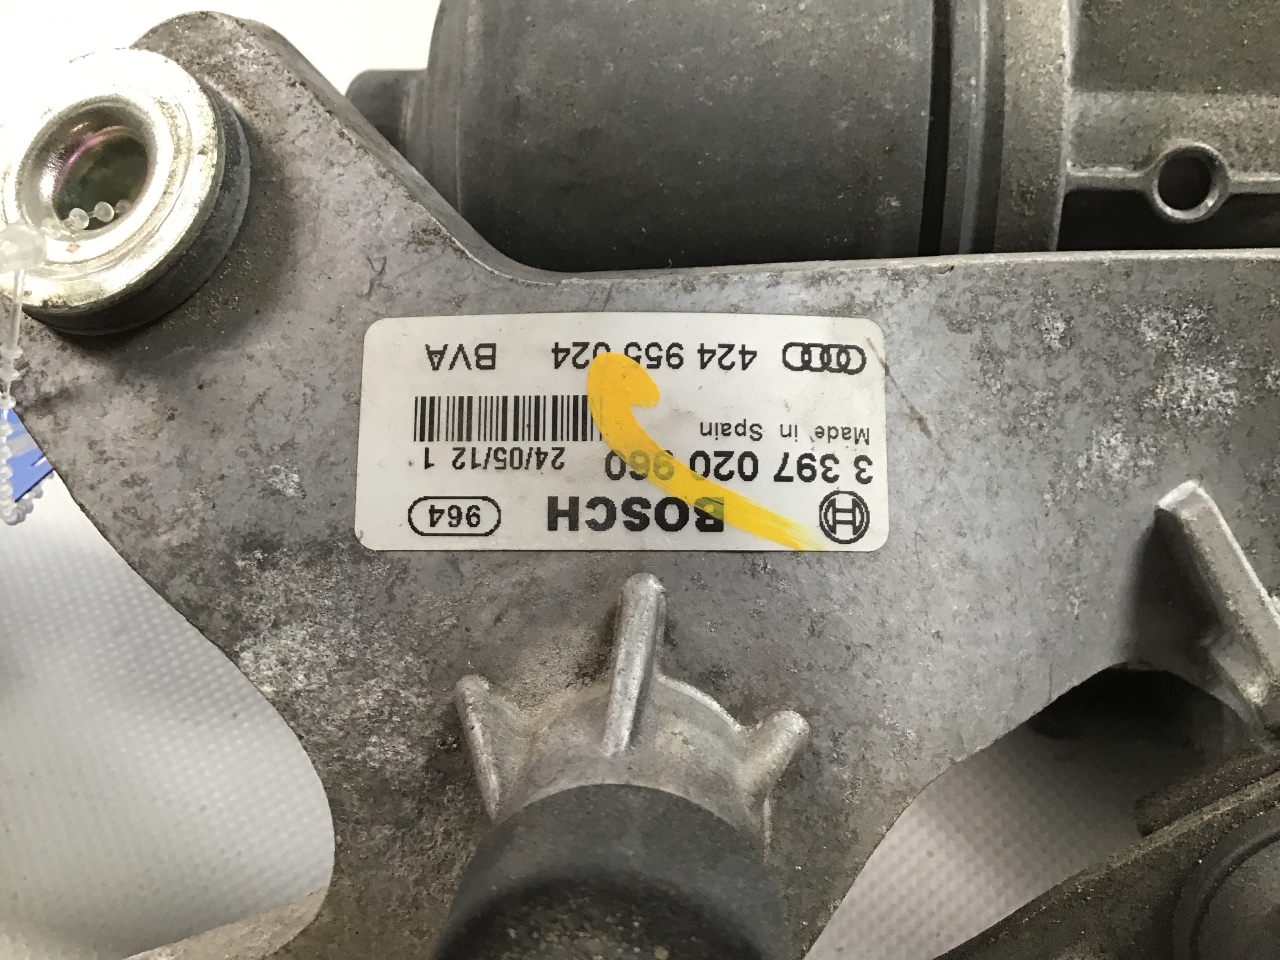 BOSCH 964
3 397 020 960 24/05/12 1
Made in Spain
424 955 024 BVA